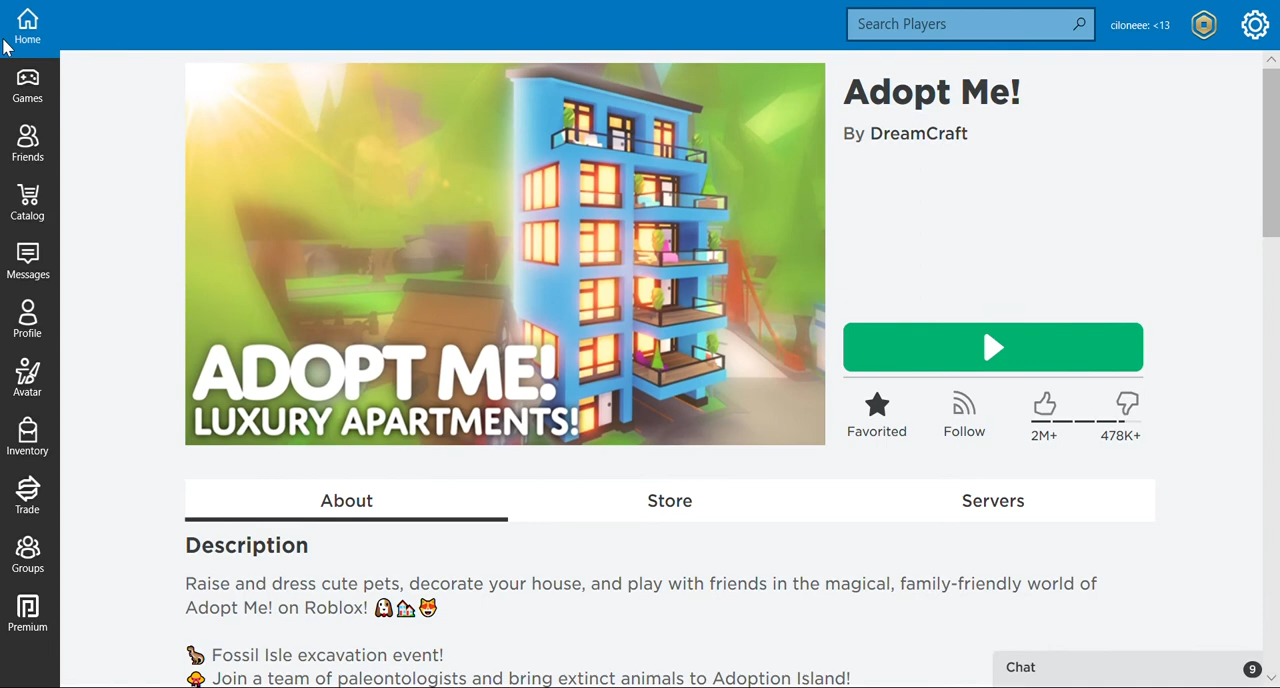 Home
Search Players
ciloneee: <13
Games
Friends
Catalog
Messages
Profile
Avatar
Inventory
Trade
Groups
Premium
ADOPT ME!
LUXURY APARTMENTS!
Adopt Me!
By DreamCraft
Favorited
Follow
2M+
478K+
About
Store
Servers
Description
Raise and dress cute pets, decorate your house, and play with friends in the magical, family-friendly world of
Adopt Me! on Roblox! 🐶🏡😻
🦕 Fossil Isle excavation event!
Join a team of paleontologists and bring extinct animals to Adoption Island!
Chat
9